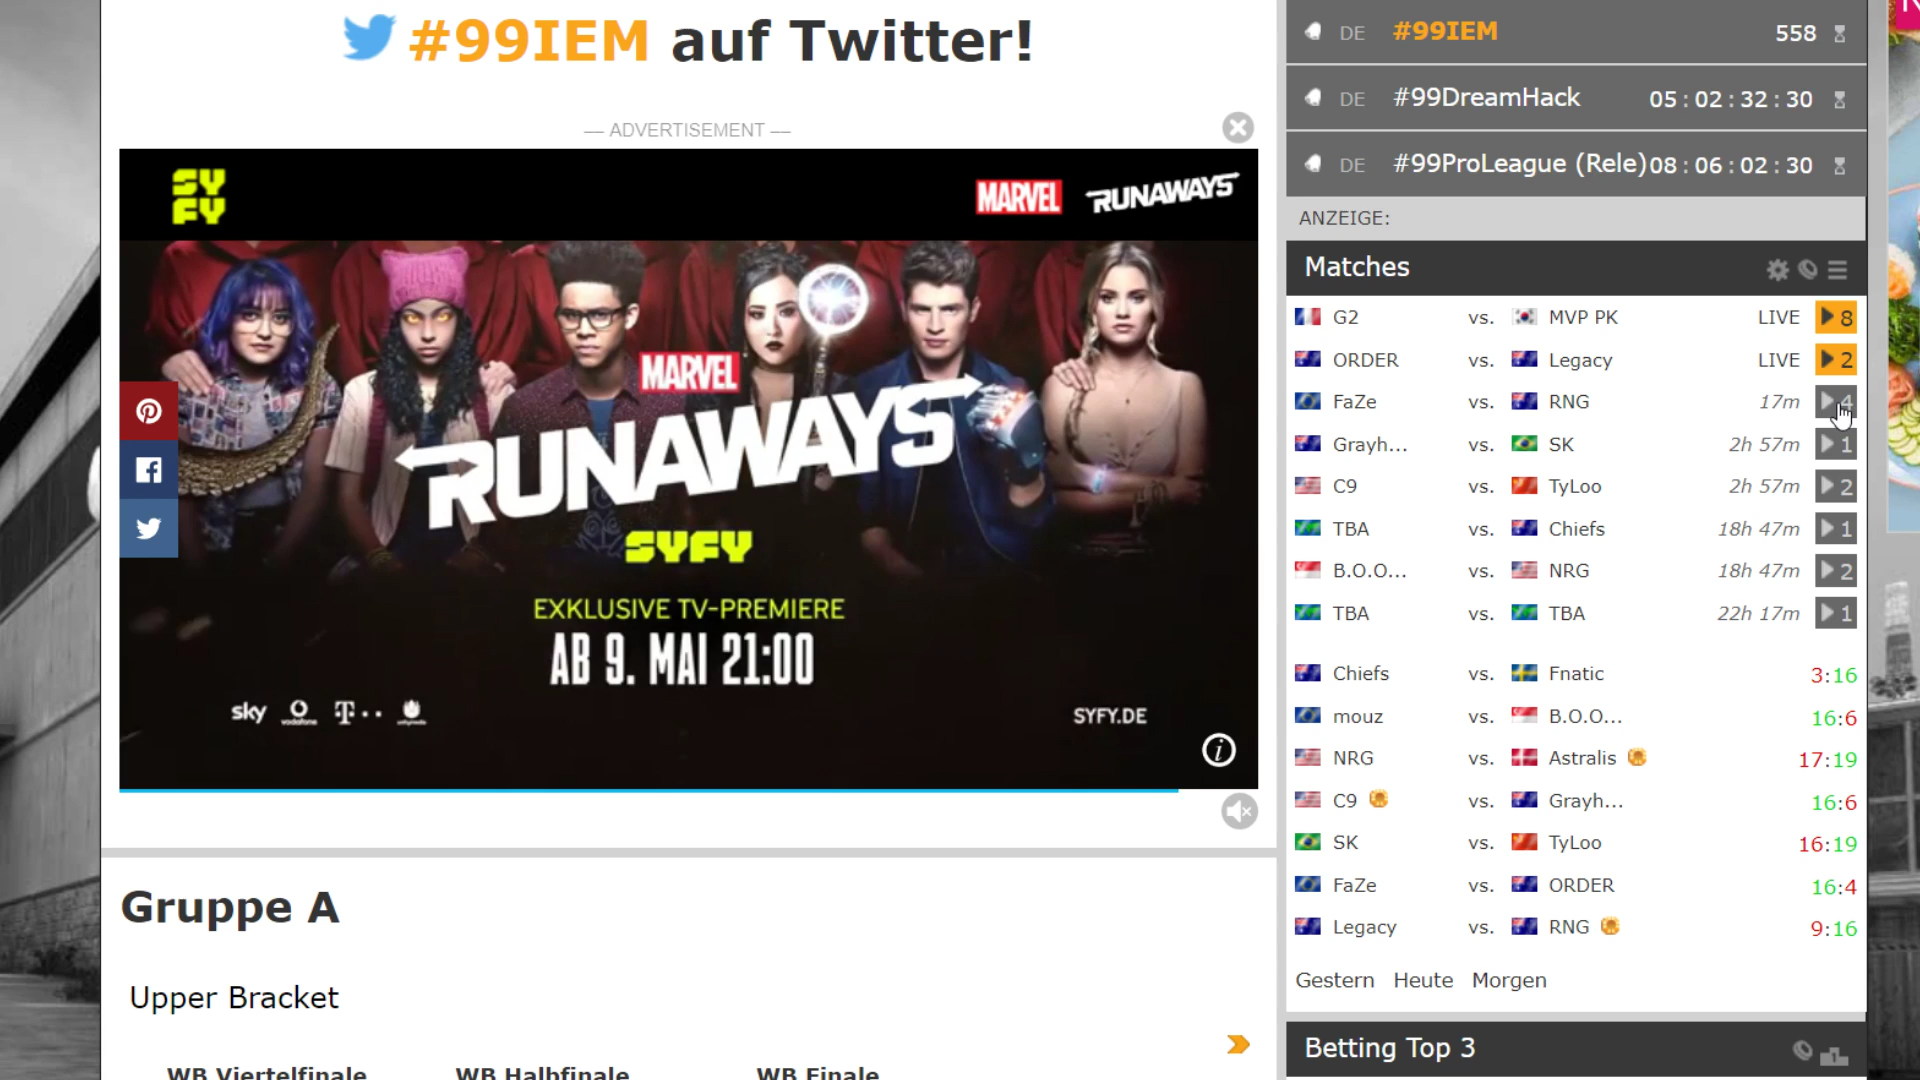 #99IEM auf Twitter!
— ADVERTISEMENT —
SY
FY
MARVEL RUNAWAYS
MARVEL
RUNAWAYS
SYFY
EXKLUSIVE TV-PREMIERE
AB 9. MAI 21:00
sky vodafone T
SYFY.DE
Gruppe A
Upper Bracket
WB Viertelfinale WB Halbfinale WB Finale
DE #99IEM 558
DE #99DreamHack 05:02:32:30
DE #99ProLeague (Rele) 08:06:02:30
ANZEIGE:
Matches
G2 vs. MVP PK LIVE 8
ORDER vs. Legacy LIVE 2
FaZe vs. RNG 17m 4
Grayh... vs. SK 2h 57m 1
C9 vs. TyLoo 2h 57m 2
TBA vs. Chiefs 18h 47m 1
B.O.O... vs. NRG 18h 47m 2
TBA vs. TBA 22h 17m 1
Chiefs vs. Fnatic 3:16
mouz vs. B.O.O... 16:6
NRG vs. Astralis 17:19
C9 vs. Grayh... 16:6
SK vs. TyLoo 16:19
FaZe vs. ORDER 16:4
Legacy vs. RNG 9:16
Gestern Heute Morgen
Betting Top 3